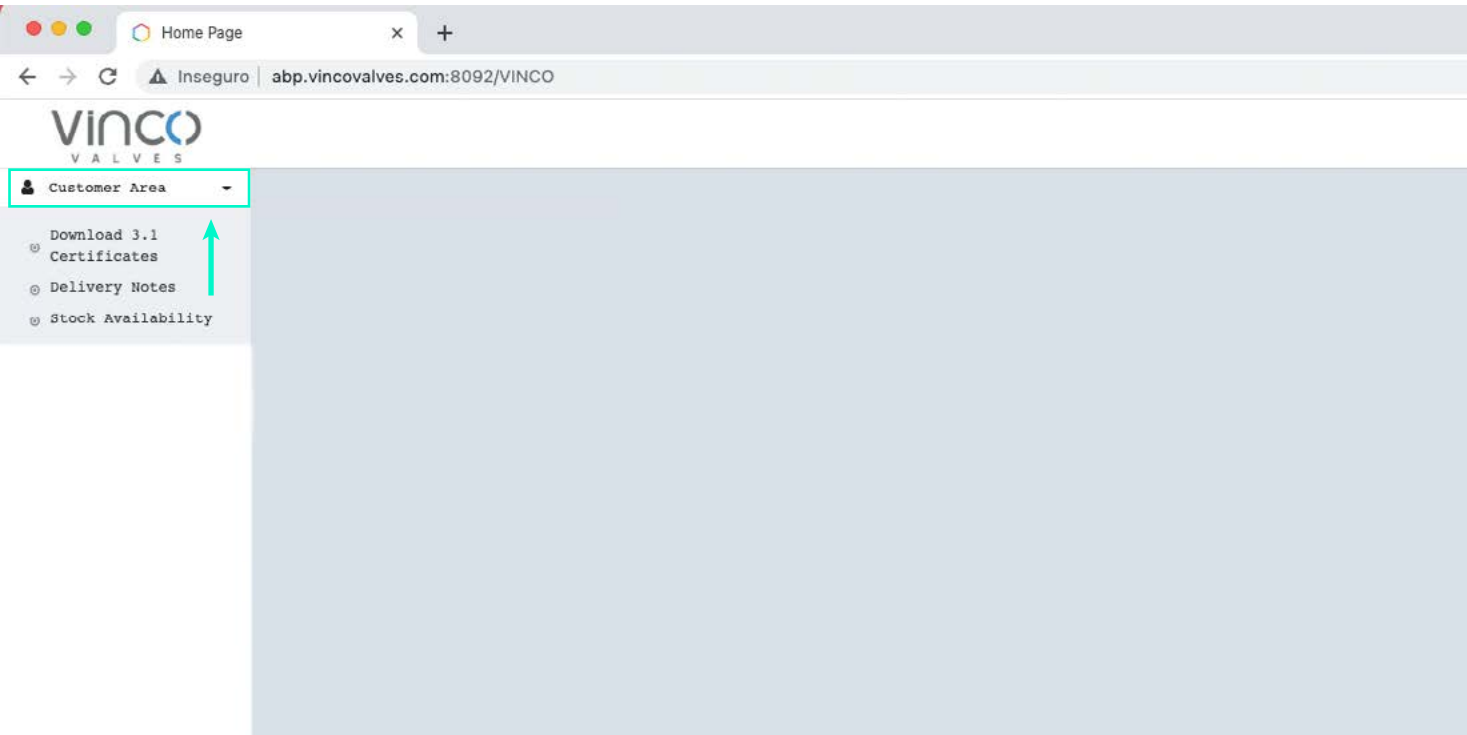 Home Page
Inseguro | abp.vincovalves.com:8092/VINCO
VINCO
VALVES
Customer Area
Download 3.1
Certificates
Delivery Notes
Stock Availability